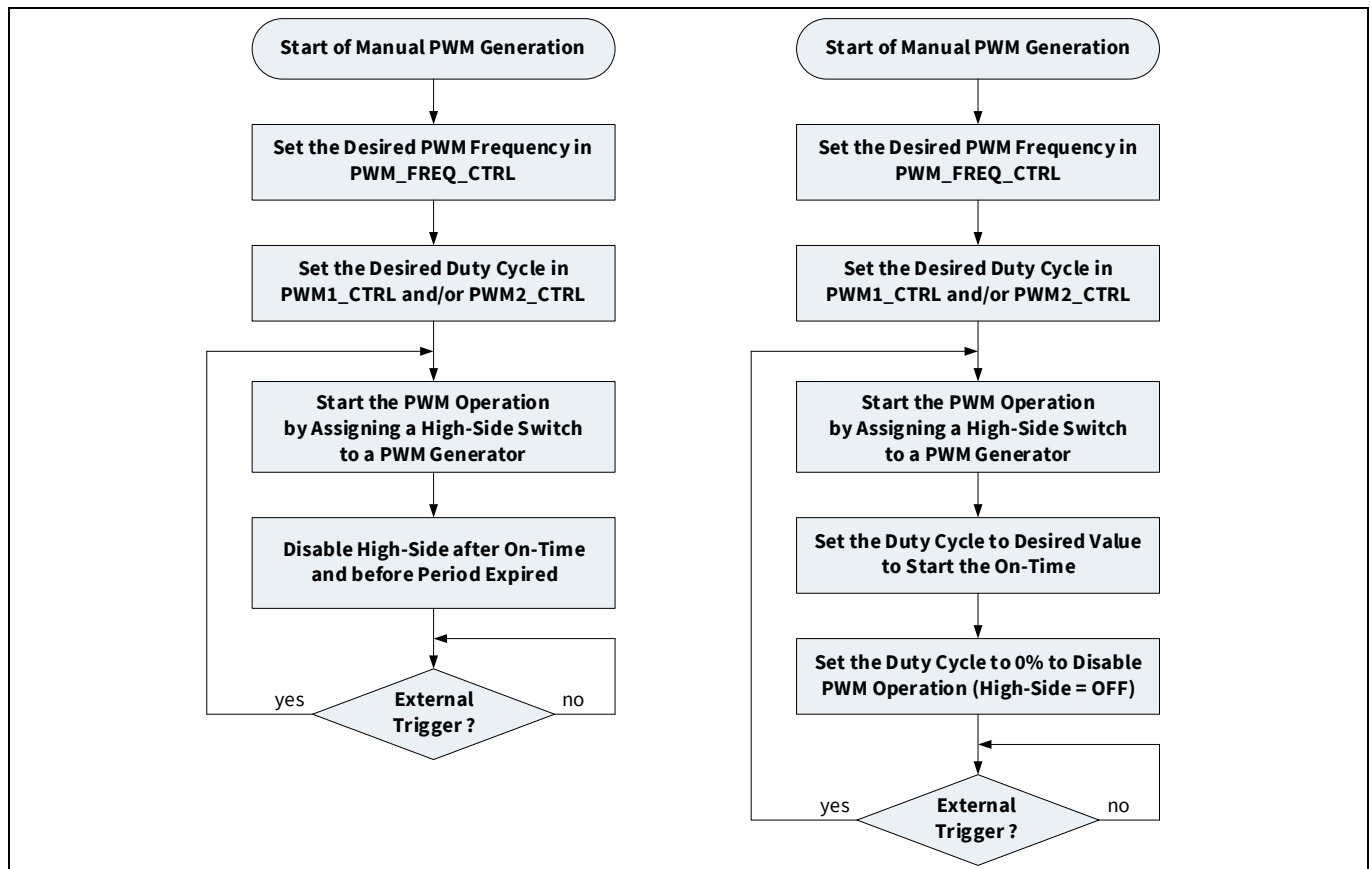 Start of Manual PWM Generation
Set the Desired PWM Frequency in
PWM_FREQ_CTRL
Set the Desired Duty Cycle in
PWM1_CTRL and/or PWM2_CTRL
Start the PWM Operation
by Assigning a High-Side Switch
to a PWM Generator
Disable High-Side after On-Time
and before Period Expired
yes
External
Trigger ?
no
Start of Manual PWM Generation
Set the Desired PWM Frequency in
PWM_FREQ_CTRL
Set the Desired Duty Cycle in
PWM1_CTRL and/or PWM2_CTRL
Start the PWM Operation
by Assigning a High-Side Switch
to a PWM Generator
Set the Duty Cycle to Desired Value
to Start the On-Time
Set the Duty Cycle to 0% to Disable
PWM Operation (High-Side = OFF)
yes
External
Trigger ?
no